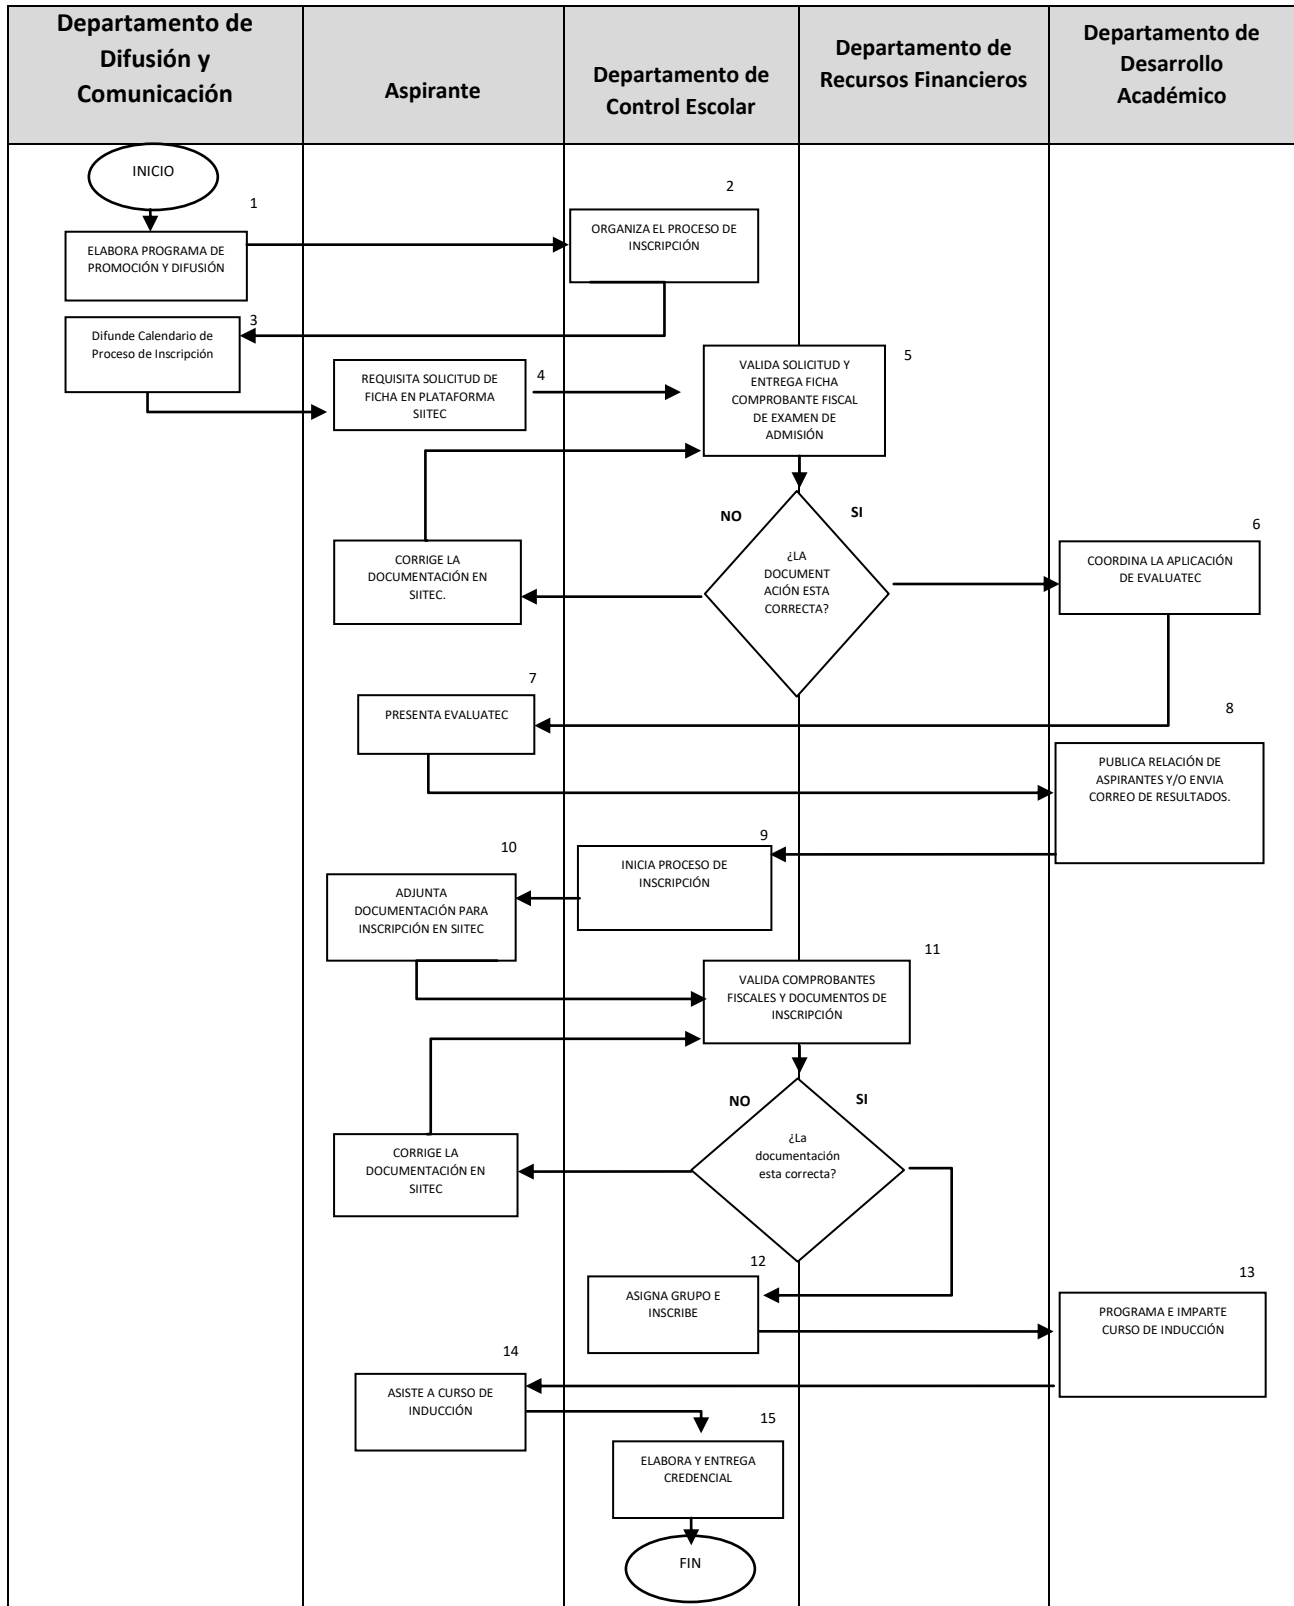 Departamento de
Difusión y
Comunicación
Aspirante
Departamento de
Control Escolar
Departamento de
Recursos Financieros
Departamento de
Desarrollo
Académico
INICIO
1
ELABORA PROGRAMA DE
PROMOCIÓN Y DIFUSIÓN
2
ORGANIZA EL PROCESO DE
INSCRIPCIÓN
3
Difunde Calendario de
Proceso de Inscripción
4
REQUISITA SOLICITUD DE
FICHA EN PLATAFORMA
SIITEC
5
VALIDA SOLICITUD Y
ENTREGA FICHA
COMPROBANTE FISCAL
DE EXAMEN DE
ADMISIÓN
NO
SI
¿LA
DOCUMENT
ACIÓN ESTA
CORRECTA?
CORRIGE LA
DOCUMENTACIÓN EN
SIITEC.
6
COORDINA LA APLICACIÓN
DE EVALUATEC
7
PRESENTA EVALUATEC
8
PUBLICA RELACIÓN DE
ASPIRANTES Y/O ENVIA
CORREO DE RESULTADOS.
9
INICIA PROCESO DE
INSCRIPCIÓN
10
ADJUNTA
DOCUMENTACIÓN PARA
INSCRIPCIÓN EN SIITEC
11
VALIDA COMPROBANTES
FISCALES Y DOCUMENTOS DE
INSCRIPCIÓN
NO
SI
¿La
documentación
esta correcta?
CORRIGE LA
DOCUMENTACIÓN EN
SIITEC
12
ASIGNA GRUPO E
INSCRIBE
13
PROGRAMA E IMPARTE
CURSO DE INDUCCIÓN
14
ASISTE A CURSO DE
INDUCCIÓN
15
ELABORA Y ENTREGA
CREDENCIAL
FIN